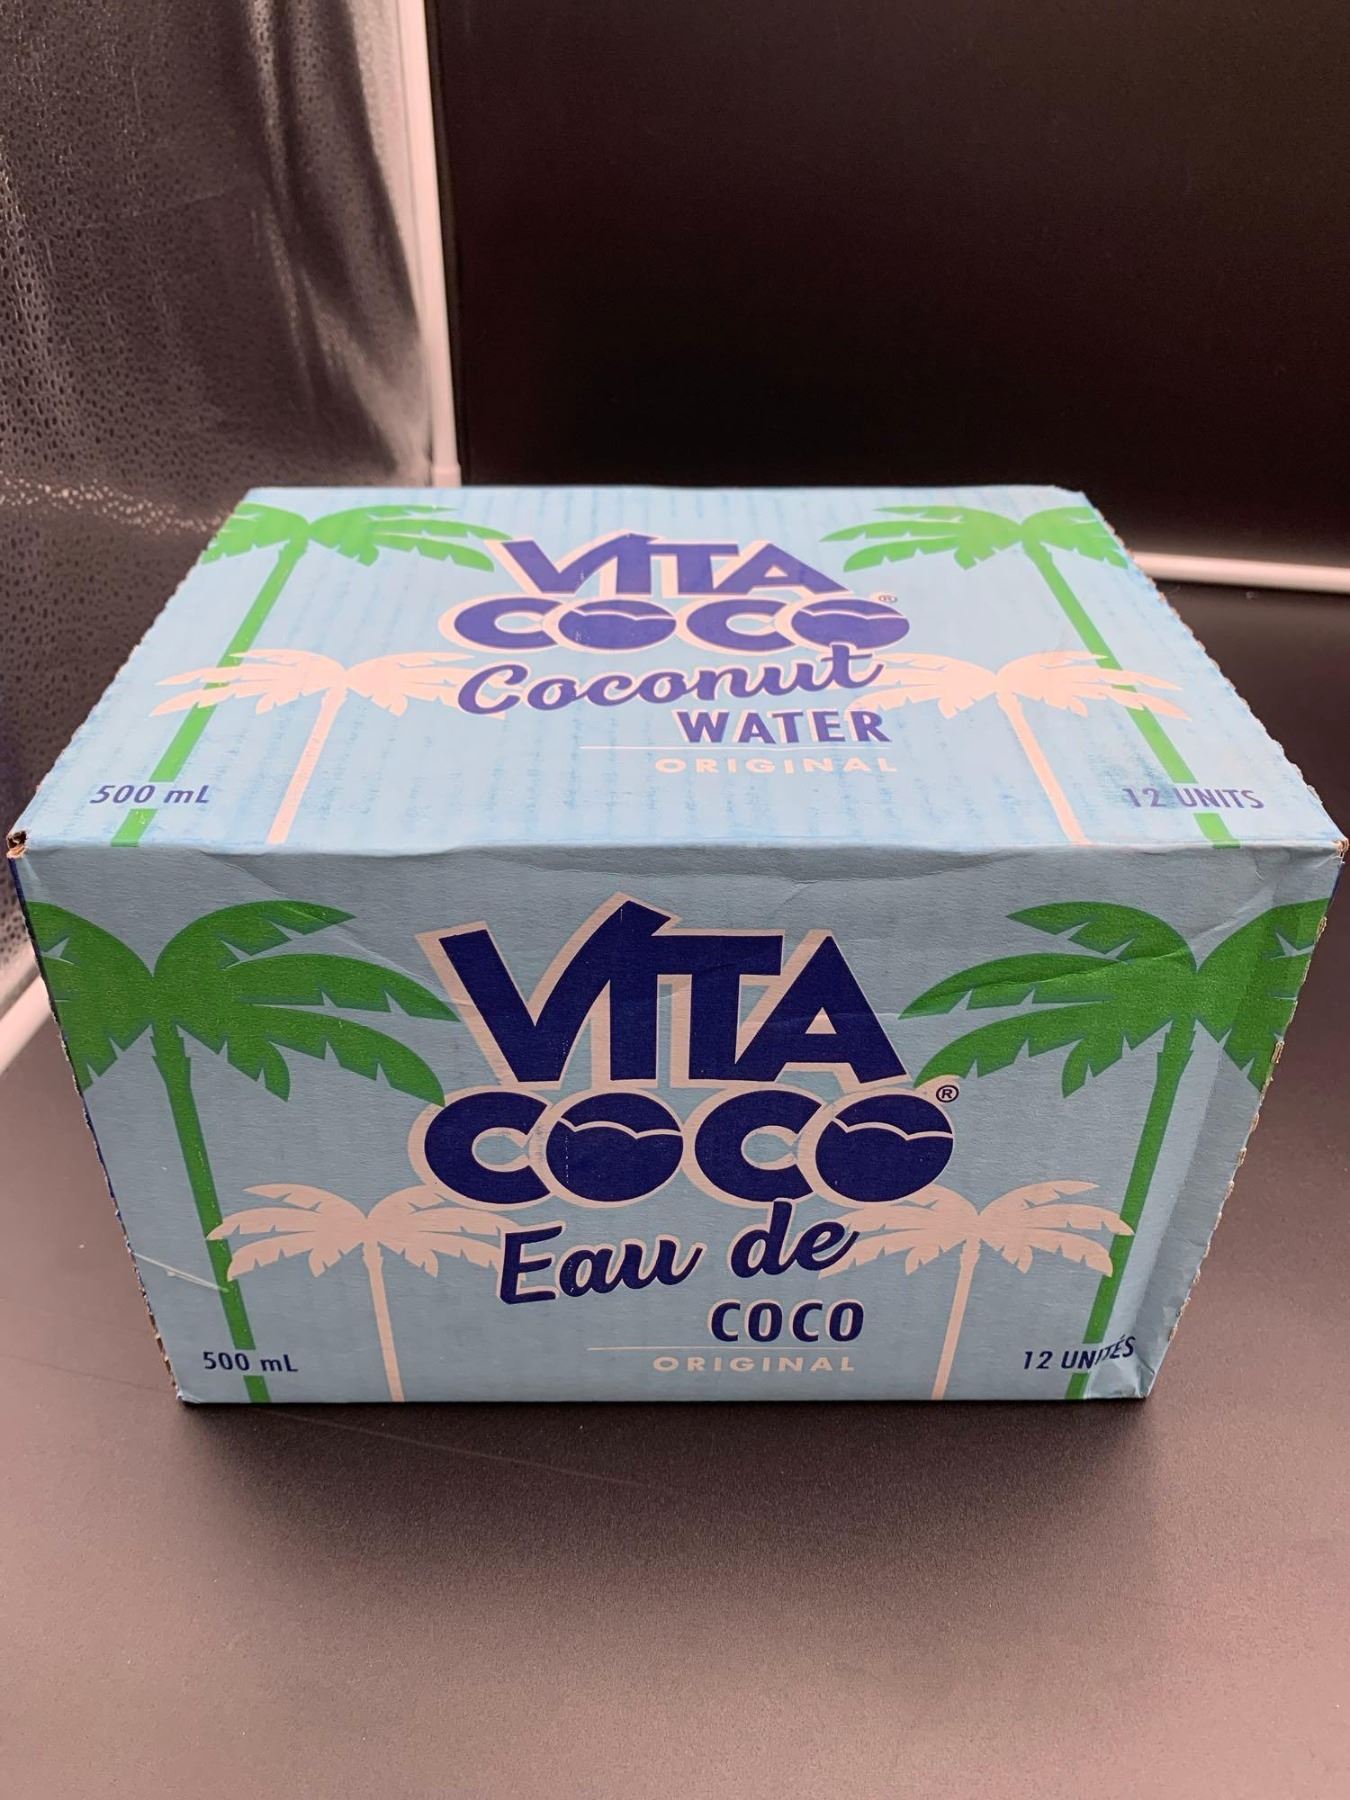 VITA
COCO®
Coconut
WATER
ORIGINAL
500 mL
12 UNITS
VITA
COCO®
Eau de
COCO
ORIGINAL
500 mL
12 UNITÉS